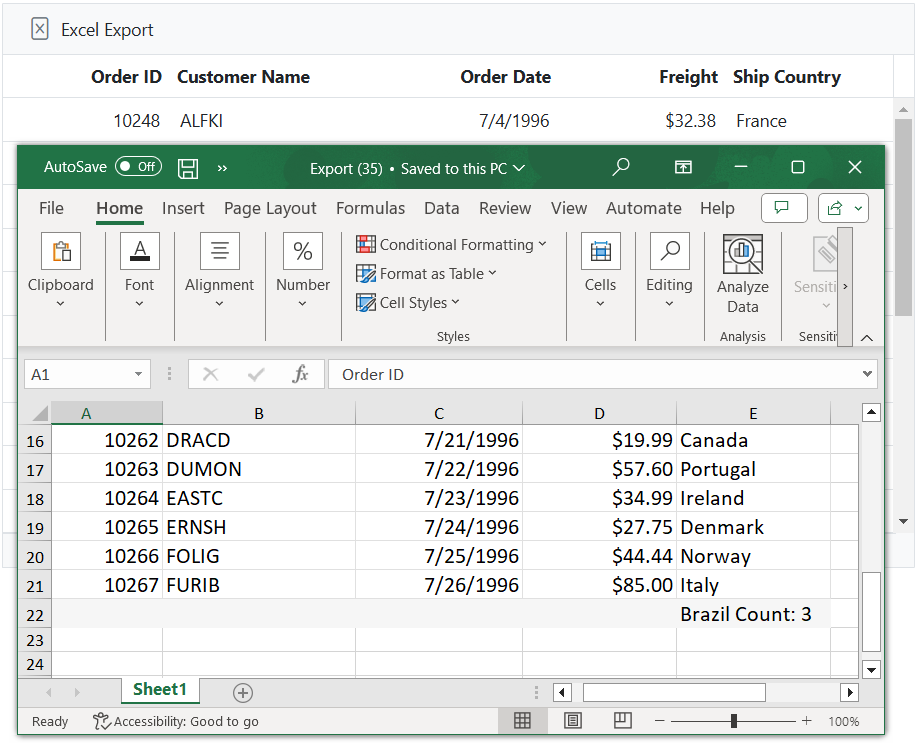 Excel Export
Order ID Customer Name Order Date Freight Ship Country
10248 ALFKI 7/4/1996 $32.38 France
AutoSave Off » Export (35) • Saved to this PC
File Home Insert Page Layout Formulas Data Review View Automate Help
Clipboard Font Alignment Number
Conditional Formatting
Format as Table
Cell Styles
Styles
Cells Editing
Analyze
Data
Analysis
Sensiti
Sensiti
A1 fx Order ID
A B C D E
16 10262 DRACD 7/21/1996 $19.99 Canada
17 10263 DUMON 7/22/1996 $57.60 Portugal
18 10264 EASTC 7/23/1996 $34.99 Ireland
19 10265 ERNSH 7/24/1996 $27.75 Denmark
20 10266 FOLIG 7/25/1996 $44.44 Norway
21 10267 FURIB 7/26/1996 $85.00 Italy
22 Brazil Count: 3
23
24
Sheet1
Ready Accessibility: Good to go 100%